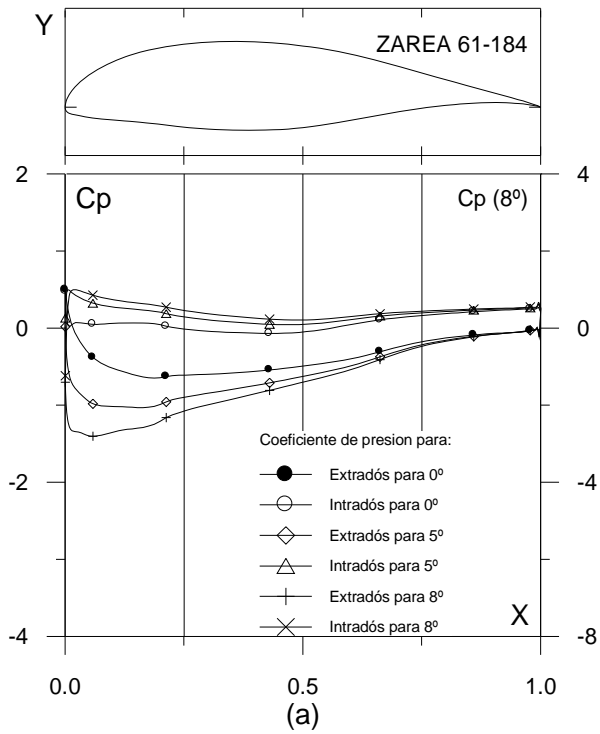 Y
ZAREA 61-184
2
4
Cp
Cp (8º)
0
0
Coeficiente de presion para:
Extradós para 0º
-2
-4
Intradós para 0º
Extradós para 5º
Intradós para 5º
Extradós para 8º
Intradós para 8º
X
-4
-8
0.0
0.5
1.0
(a)